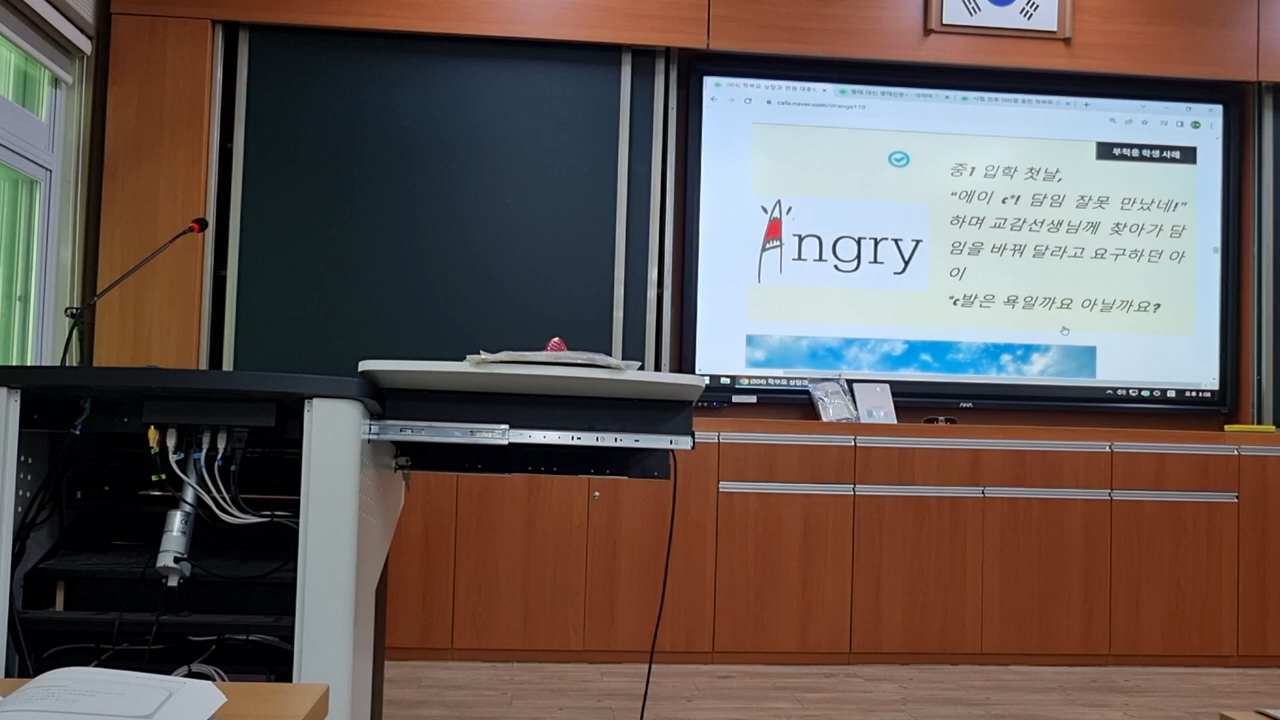 cafe.naver.com/strange119
부적응 학생 사례
중1 입학 첫날,
"에이 c*! 담임 잘못 만났네!"
하며 교감선생님께 찾아가 담
임을 바꿔 달라고 요구하던 아
이
*c발은 욕일까요 아닐까요?
Angry